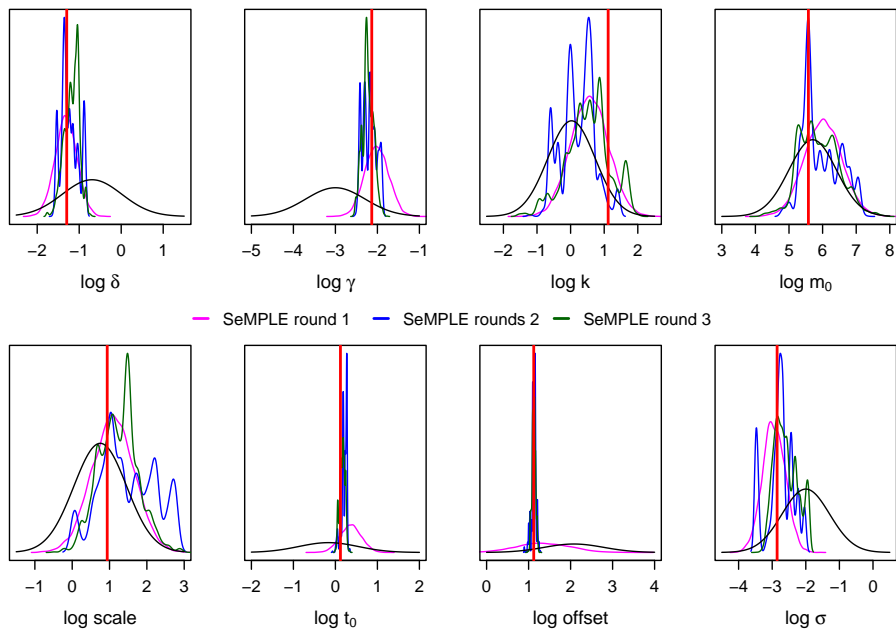 −2 −1 0 1
log δ
−5 −4 −3 −2 −1
log γ
−2 −1 0 1 2
log k
3 4 5 6 7 8
log m₀
SeMPLE round 1 SeMPLE rounds 2 SeMPLE round 3
−1 0 1 2 3
log scale
−2 −1 0 1 2
log t₀
0 1 2 3 4
log offset
−4 −3 −2 −1 0
log σ